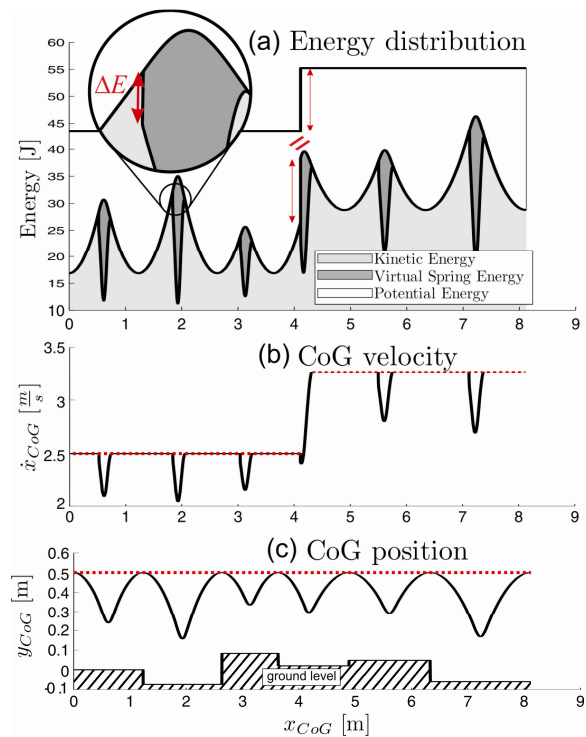 (a) Energy distribution
60
55
50
45
40
35
30
25
20
15
10
Energy [J]
ΔE
Kinetic Energy
Virtual Spring Energy
Potential Energy
0 1 2 3 4 5 6 7 8 9
(b) CoG velocity
3.5
3
2.5
2
ẋCoG [m/s]
0 1 2 3 4 5 6 7 8 9
(c) CoG position
0.6
0.5
0.4
0.3
0.2
0.1
0
-0.1
yCoG [m]
ground level
0 1 2 3 4 5 6 7 8 9
xCoG [m]